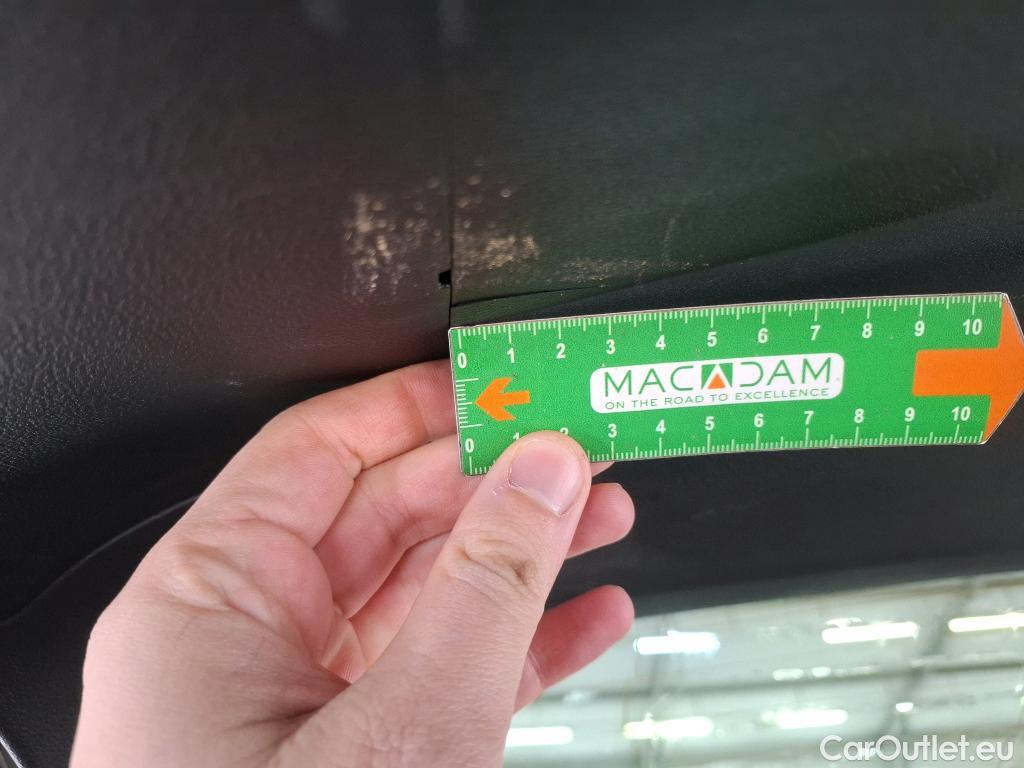 0 1 2 3 4 5 6 7 8 9 10
MACADAM
ON THE ROAD TO EXCELLENCE
0 1 2 3 4 5 6 7 8 9 10
CarOutlet.eu